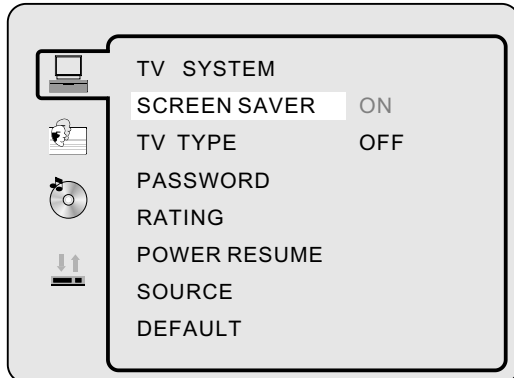 TV SYSTEM
SCREEN SAVER ON
TV TYPE OFF
PASSWORD
RATING
POWER RESUME
SOURCE
DEFAULT